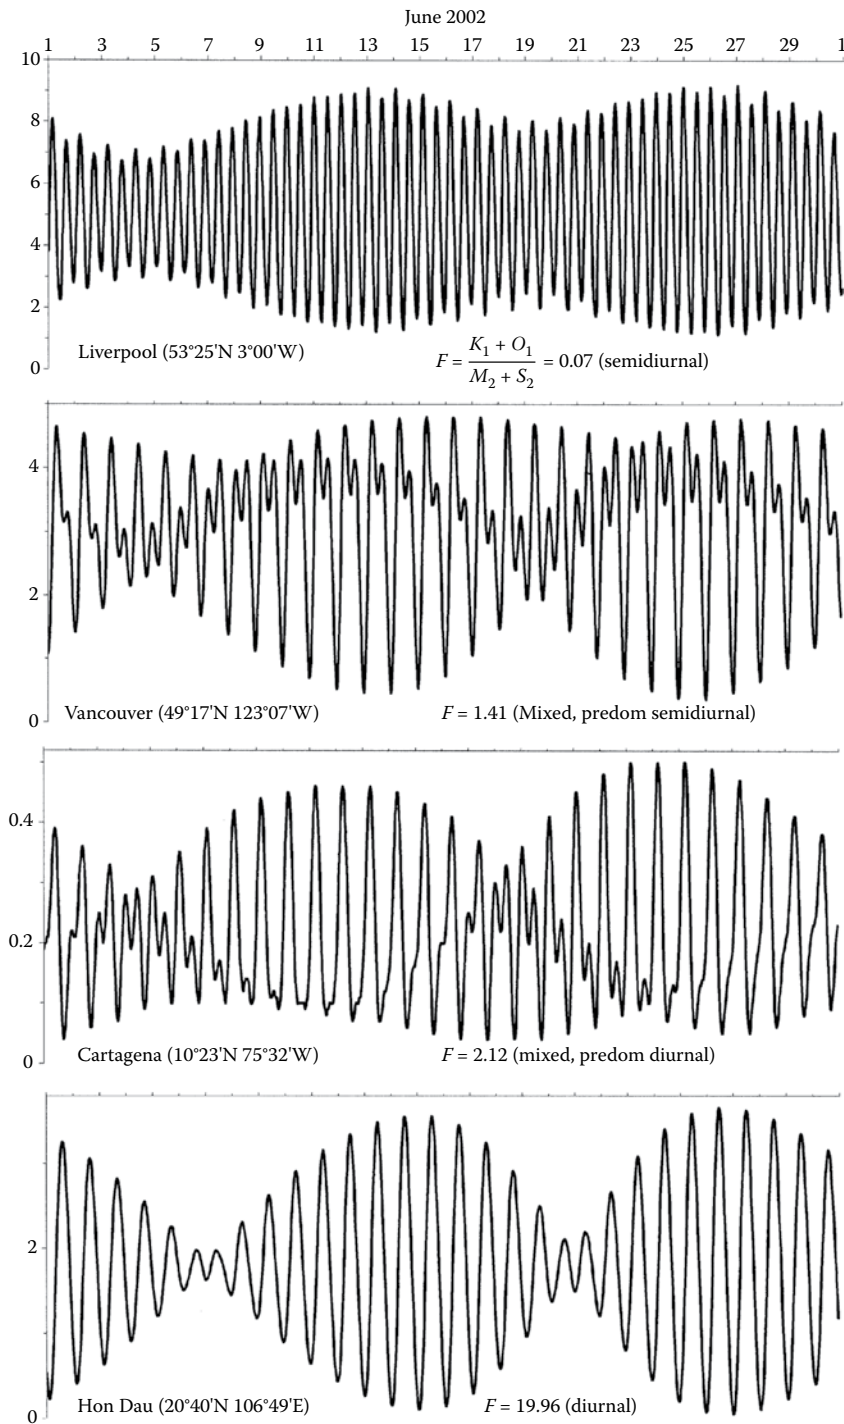 June 2002
1 3 5 7 9 11 13 15 17 19 21 23 25 27 29 1
10
8
6
4
2
0
Liverpool (53°25'N 3°00'W)
F = K₁ + O₁ / M₂ + S₂ = 0.07 (semidiurnal)
4
2
0
Vancouver (49°17'N 123°07'W)
F = 1.41 (Mixed, predom semidiurnal)
0.4
0.2
0
Cartagena (10°23'N 75°32'W)
F = 2.12 (mixed, predom diurnal)
2
0
Hon Dau (20°40'N 106°49'E)
F = 19.96 (diurnal)